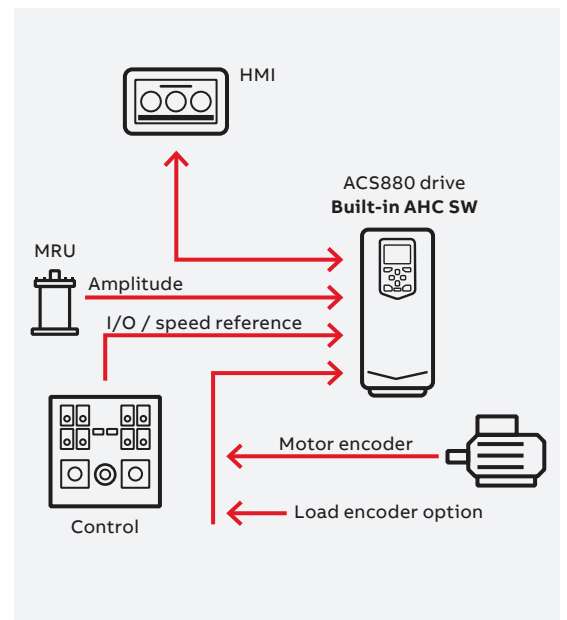 HMI
ACS880 drive
Built-in AHC SW
MRU
Amplitude
I/O / speed reference
Motor encoder
Load encoder option
Control